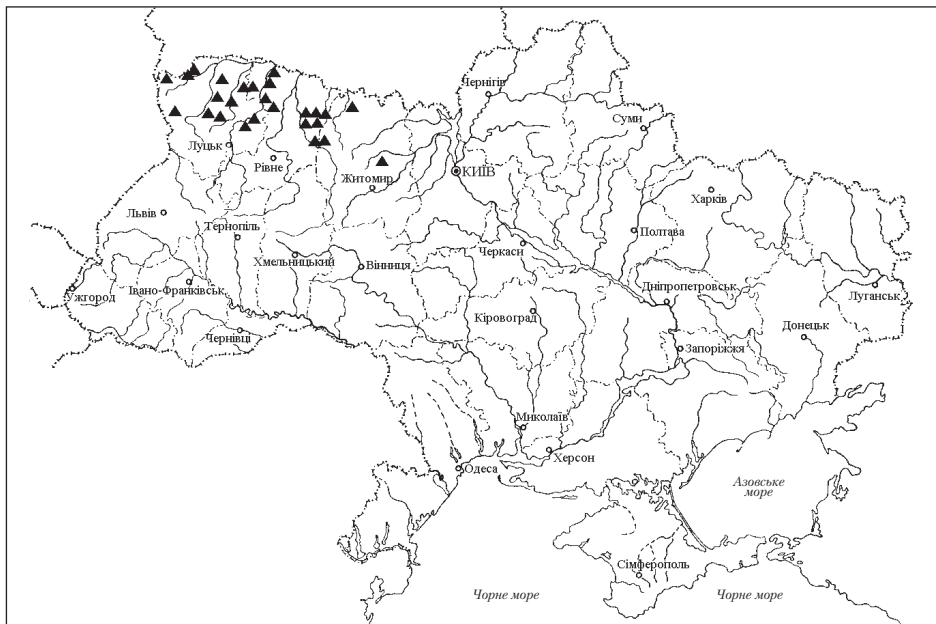 Чернігів
Суми
Луцьк
Рівне
КИЇВ
Житомир
Харків
Львів
Тернопіль
Полтава
Черкаси
Хмельницький
Вінниця
Ужгород
Івано-Франківськ
Дніпропетровськ
Луганськ
Кіровоград
Донецьк
Чернівці
Запоріжжя
Миколаїв
Херсон
Одеса
Азовське
море
Сімферополь
Чорне море
Чорне море